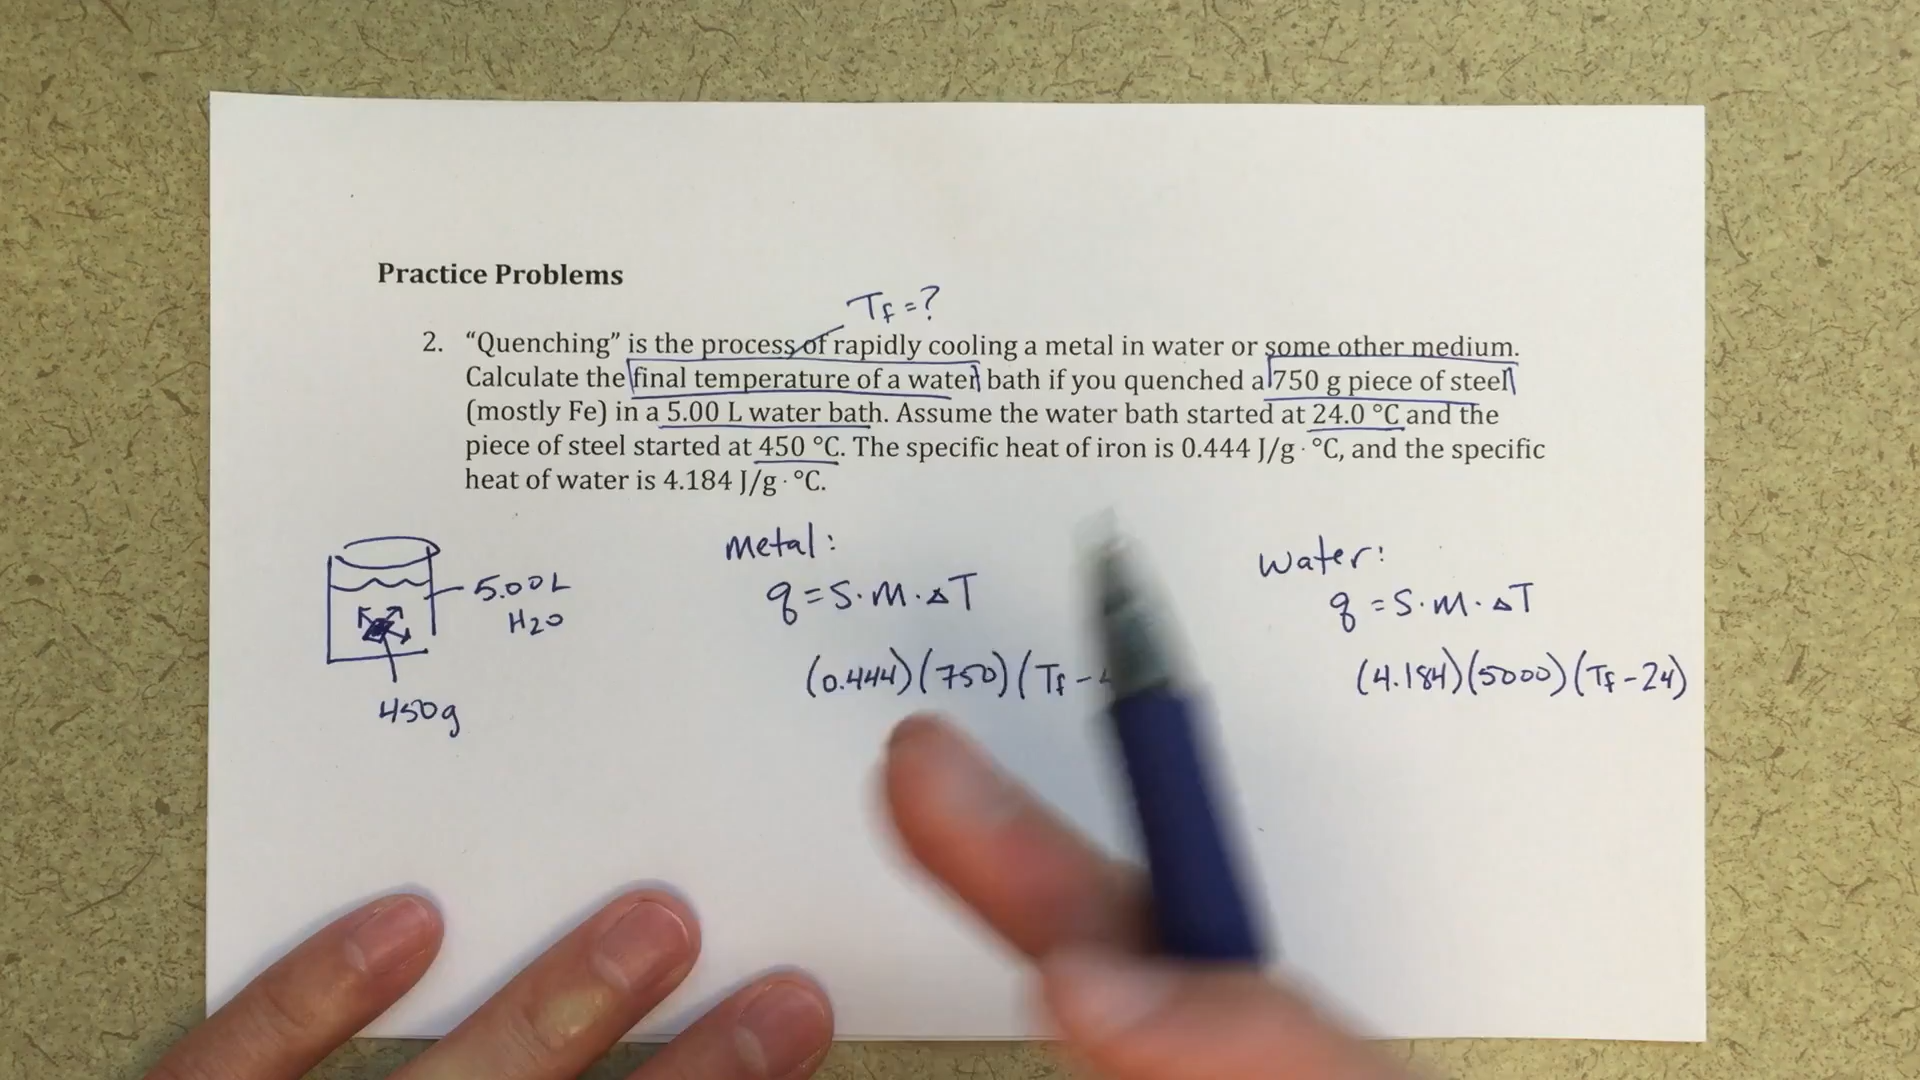 Practice Problems
Tf = ?
2. “Quenching” is the process of rapidly cooling a metal in water or some other medium.
Calculate the final temperature of a water bath if you quenched a 750 g piece of steel
(mostly Fe) in a 5.00 L water bath. Assume the water bath started at 24.0 °C and the
piece of steel started at 450 °C. The specific heat of iron is 0.444 J/g · °C, and the specific
heat of water is 4.184 J/g · °C.
5.00L
H2O
450g
Metal:
q = S · M · ΔT
(0.444)(750)(Tf -
Water:
q = S · M · ΔT
(4.184)(5000)(Tf - 24)